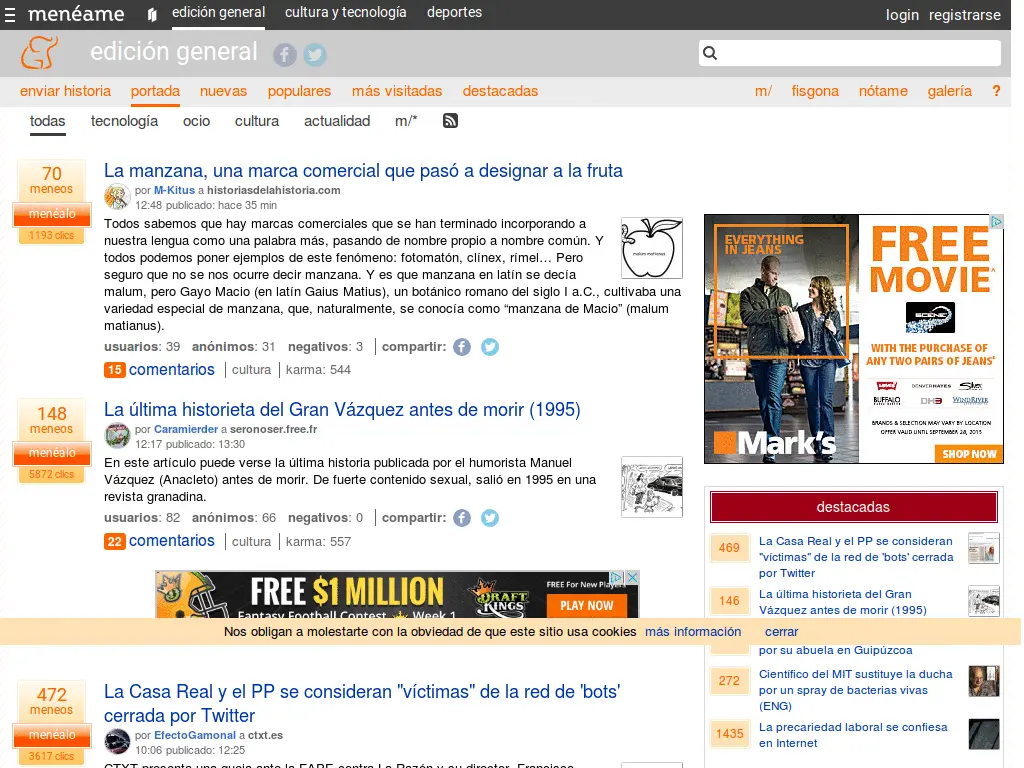 menéame edición general cultura y tecnología deportes login registrarse
edición general
enviar historia portada nuevas populares más visitadas destacadas m/ fisgona nótame galería ?
todas tecnología ocio cultura actualidad m/*
70
meneos
menéalo
1193 clics
La manzana, una marca comercial que pasó a designar a la fruta
por M-Kitus a historiasdelahistoria.com
12:48 publicado: hace 35 min
Todos sabemos que hay marcas comerciales que se han terminado incorporando a
nuestra lengua como una palabra más, pasando de nombre propio a nombre común. Y
todos podemos poner ejemplos de este fenómeno: fotomatón, clínex, rímel… Pero
seguro que no se nos ocurre decir manzana. Y es que manzana en latín se decía
malum, pero Gayo Macio (en latín Gaius Matius), un botánico romano del siglo I a.C., cultivaba una
variedad especial de manzana, que, naturalmente, se conocía como “manzana de Macio” (malum
matianus).
malum matianus
usuarios: 39 anónimos: 31 negativos: 3 compartir:
15 comentarios cultura karma: 544
148
meneos
menéalo
5872 clics
La última historieta del Gran Vázquez antes de morir (1995)
por Caramierder a seronoser.free.fr
12:17 publicado: 13:30
En este artículo puede verse la última historia publicada por el humorista Manuel
Vázquez (Anacleto) antes de morir. De fuerte contenido sexual, salió en 1995 en una
revista granadina.
usuarios: 82 anónimos: 66 negativos: 0 compartir:
22 comentarios cultura karma: 557
FREE $1 MILLION
Fantasy Football Contest Week 1
DRAFT
KINGS
FREE For New Players
PLAY NOW
Nos obligan a molestarte con la obviedad de que este sitio usa cookies más información cerrar
472
meneos
menéalo
3617 clics
La Casa Real y el PP se consideran "víctimas" de la red de 'bots'
cerrada por Twitter
por EfectoGamonal a ctxt.es
10:06 publicado: 12:25
EVERYTHING
IN JEANS
Mark's
FREE
MOVIE^
SCENE
WITH THE PURCHASE OF
ANY TWO PAIRS OF JEANS*
LEVI'S DENVER HAYES Silver
BUFFALO DH3 WINDRIVER
BRANDS & SELECTION MAY VARY BY LOCATION
OFFER VALID UNTIL SEPTEMBER 28, 2015
SHOP NOW
destacadas
469
La Casa Real y el PP se consideran
"víctimas" de la red de 'bots' cerrada
por Twitter
146
La última historieta del Gran
Vázquez antes de morir (1995)
por su abuela en Guipúzcoa
272
Científico del MIT sustituye la ducha
por un spray de bacterias vivas
(ENG)
1435
La precariedad laboral se confiesa
en Internet